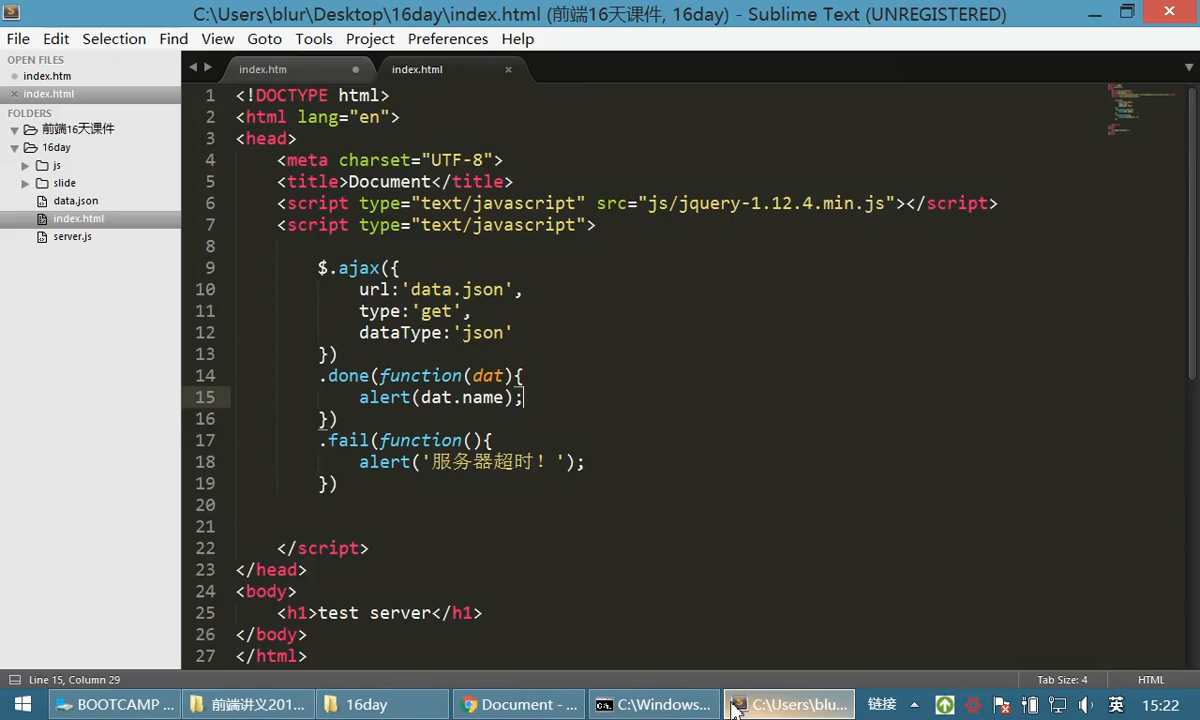 C:\Users\blur\Desktop\16day\index.html (前端16天课件, 16day) - Sublime Text (UNREGISTERED)
File Edit Selection Find View Goto Tools Project Preferences Help
OPEN FILES
index.htm
index.html
FOLDERS
前端16天课件
16day
js
slide
data.json
index.html
server.js
index.htm index.html
1 <!DOCTYPE html>
2 <html lang="en">
3 <head>
4 <meta charset="UTF-8">
5 <title>Document</title>
6 <script type="text/javascript" src="js/jquery-1.12.4.min.js"></script>
7 <script type="text/javascript">
8
9 $.ajax({
10 url:'data.json',
11 type:'get',
12 dataType:'json'
13 })
14 .done(function(dat){
15 alert(dat.name);
16 })
17 .fail(function(){
18 alert('服务器超时！');
19 })
20
21
22 </script>
23 </head>
24 <body>
25 <h1>test server</h1>
26 </body>
27 </html>
Line 15, Column 29 Tab Size: 4 HTML
BOOTCAMP ... 前端讲义201... 16day Document - ... C:\Windows... C:\Users\blu... 链接 英 15:22